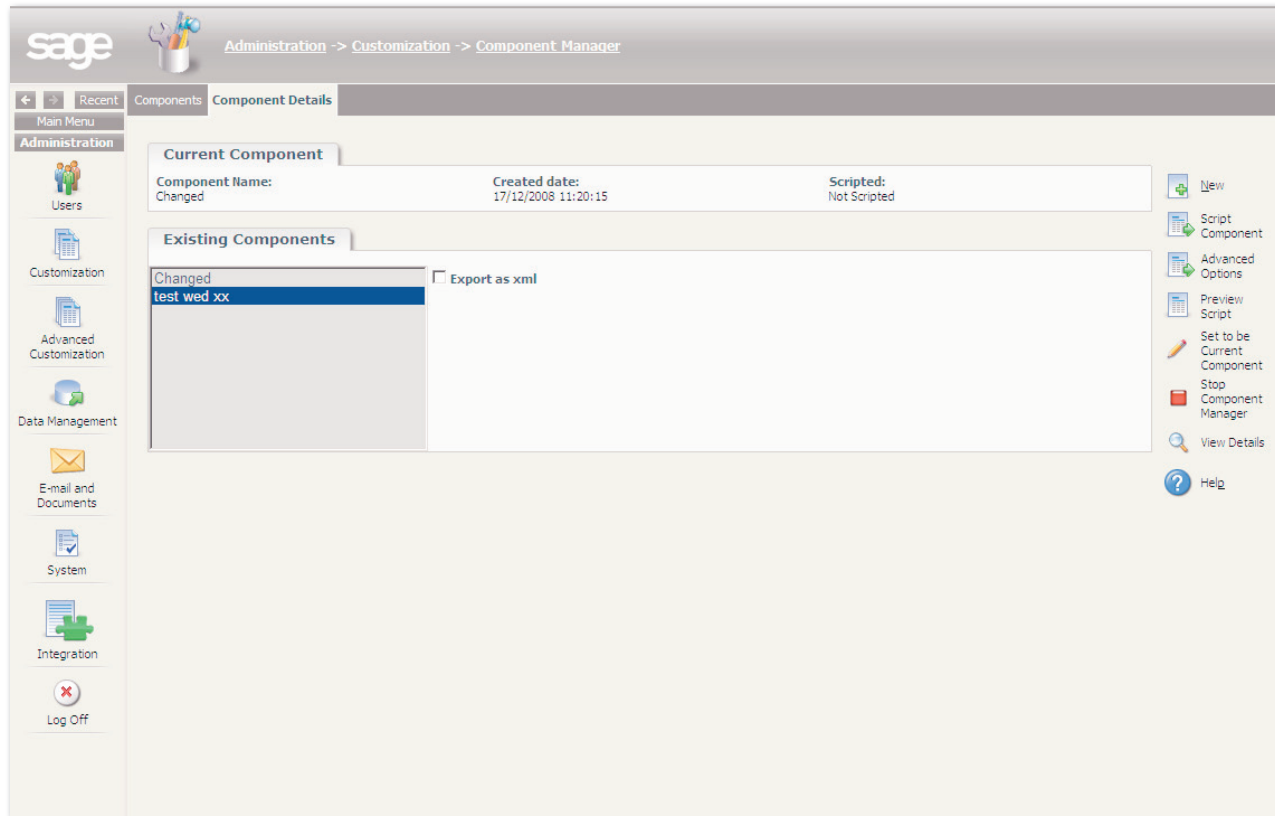 sage
Administration -> Customization -> Component Manager
Recent
Components
Component Details
Main Menu
Administration
Users
Customization
Advanced
Customization
Data Management
E-mail and
Documents
System
Integration
Log Off
Current Component
Component Name:
Changed
Created date:
17/12/2008 11:20:15
Scripted:
Not Scripted
Existing Components
Changed
test wed xx
Export as xml
New
Script
Component
Advanced
Options
Preview
Script
Set to be
Current
Component
Stop
Component
Manager
View Details
Help